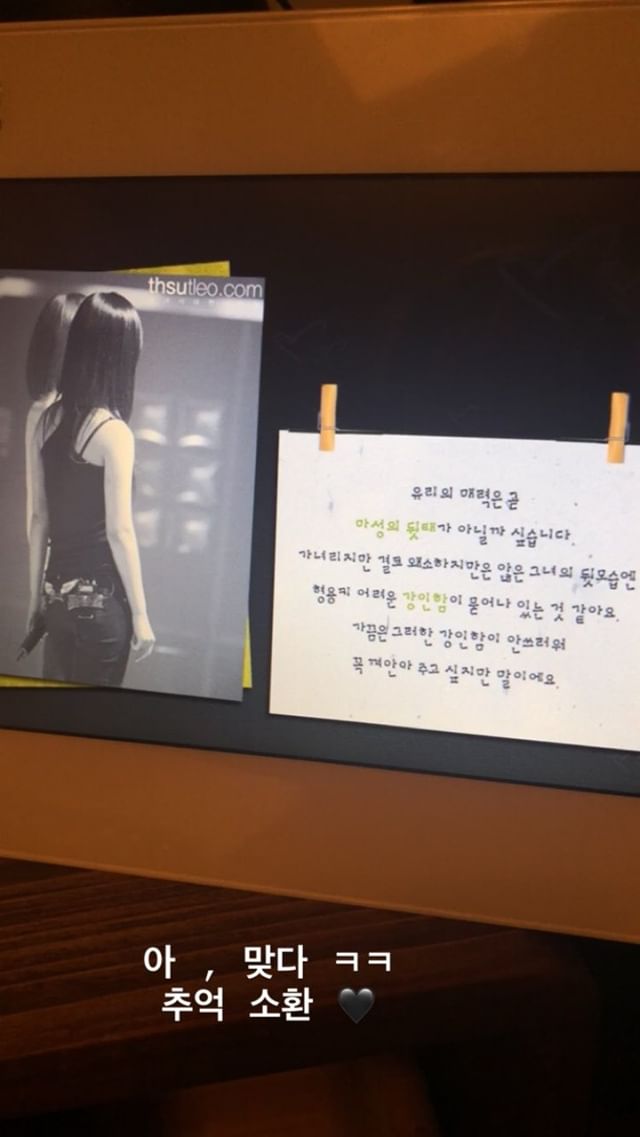 thsutleo.com
유리의 매력은 곧
마성의 뒷태가 아닐까 싶습니다.
가녀리지만 결코 왜소하지만은 않은 그녀의 뒷모습엔
형용키 어려운 강인함이 묻어나 있는 것 같아요.
가끔은 그러한 강인함이 안쓰러워
꼭 껴안아 주고 싶지만 말이에요.
아 , 맞다 ㅋㅋ
추억 소환 🖤